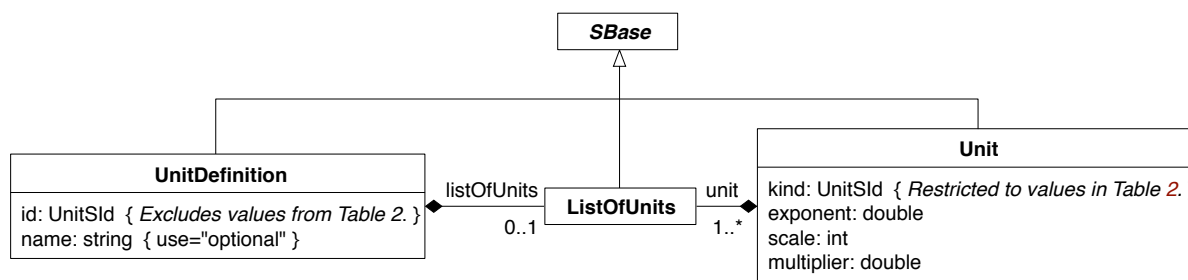 SBase
UnitDefinition
id: UnitSId { Excludes values from Table 2. }
name: string { use="optional" }
listOfUnits
0..1
ListOfUnits
unit
1..*
Unit
kind: UnitSId { Restricted to values in Table 2.
exponent: double
scale: int
multiplier: double